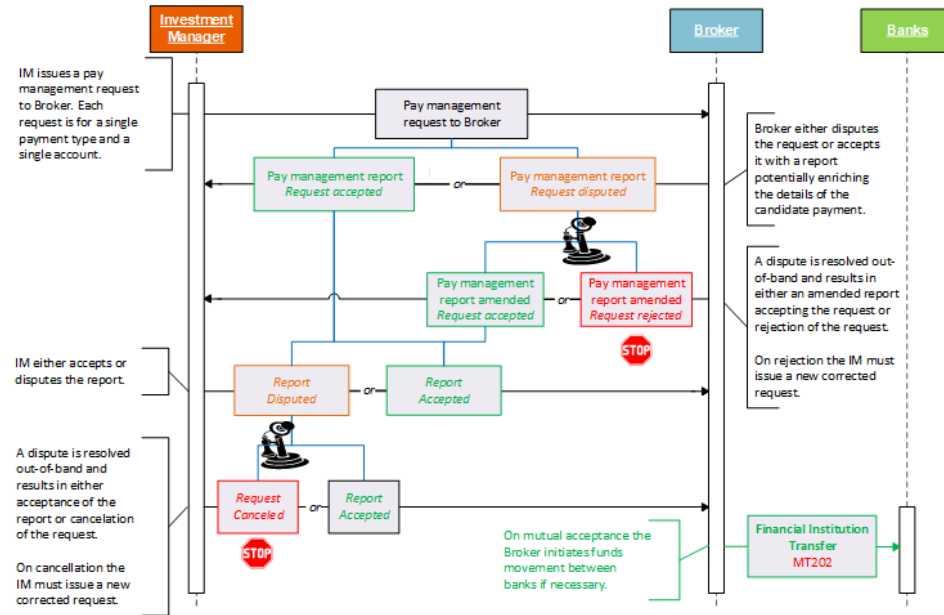 Investment
Manager
Broker
Banks
IM issues a pay
management request
to Broker. Each
request is for a single
payment type and a
single account.
Pay management
request to Broker
Broker either disputes
the request or accepts
it with a report
potentially enriching
the details of the
candidate payment.
Pay management report
Request accepted
or
Pay management report
Request disputed
A dispute is resolved out-
of-band and results in
either an amended report
accepting the request or
rejection of the request.
On rejection the IM must
issue a new corrected
request.
Pay management
report amended
Request accepted
or
Pay management
report amended
Request rejected
STOP
IM either accepts or
disputes the report.
Report
Disputed
or
Report
Accepted
A dispute is resolved
out-of-band and
results in either
acceptance of the
report or cancelation
of the request.
On cancellation the
IM must issue a new
corrected request.
Request
Canceled
or
Report
Accepted
STOP
On mutual acceptance the
Broker initiates funds
movement between
banks if necessary.
Financial Institution
Transfer
MT202